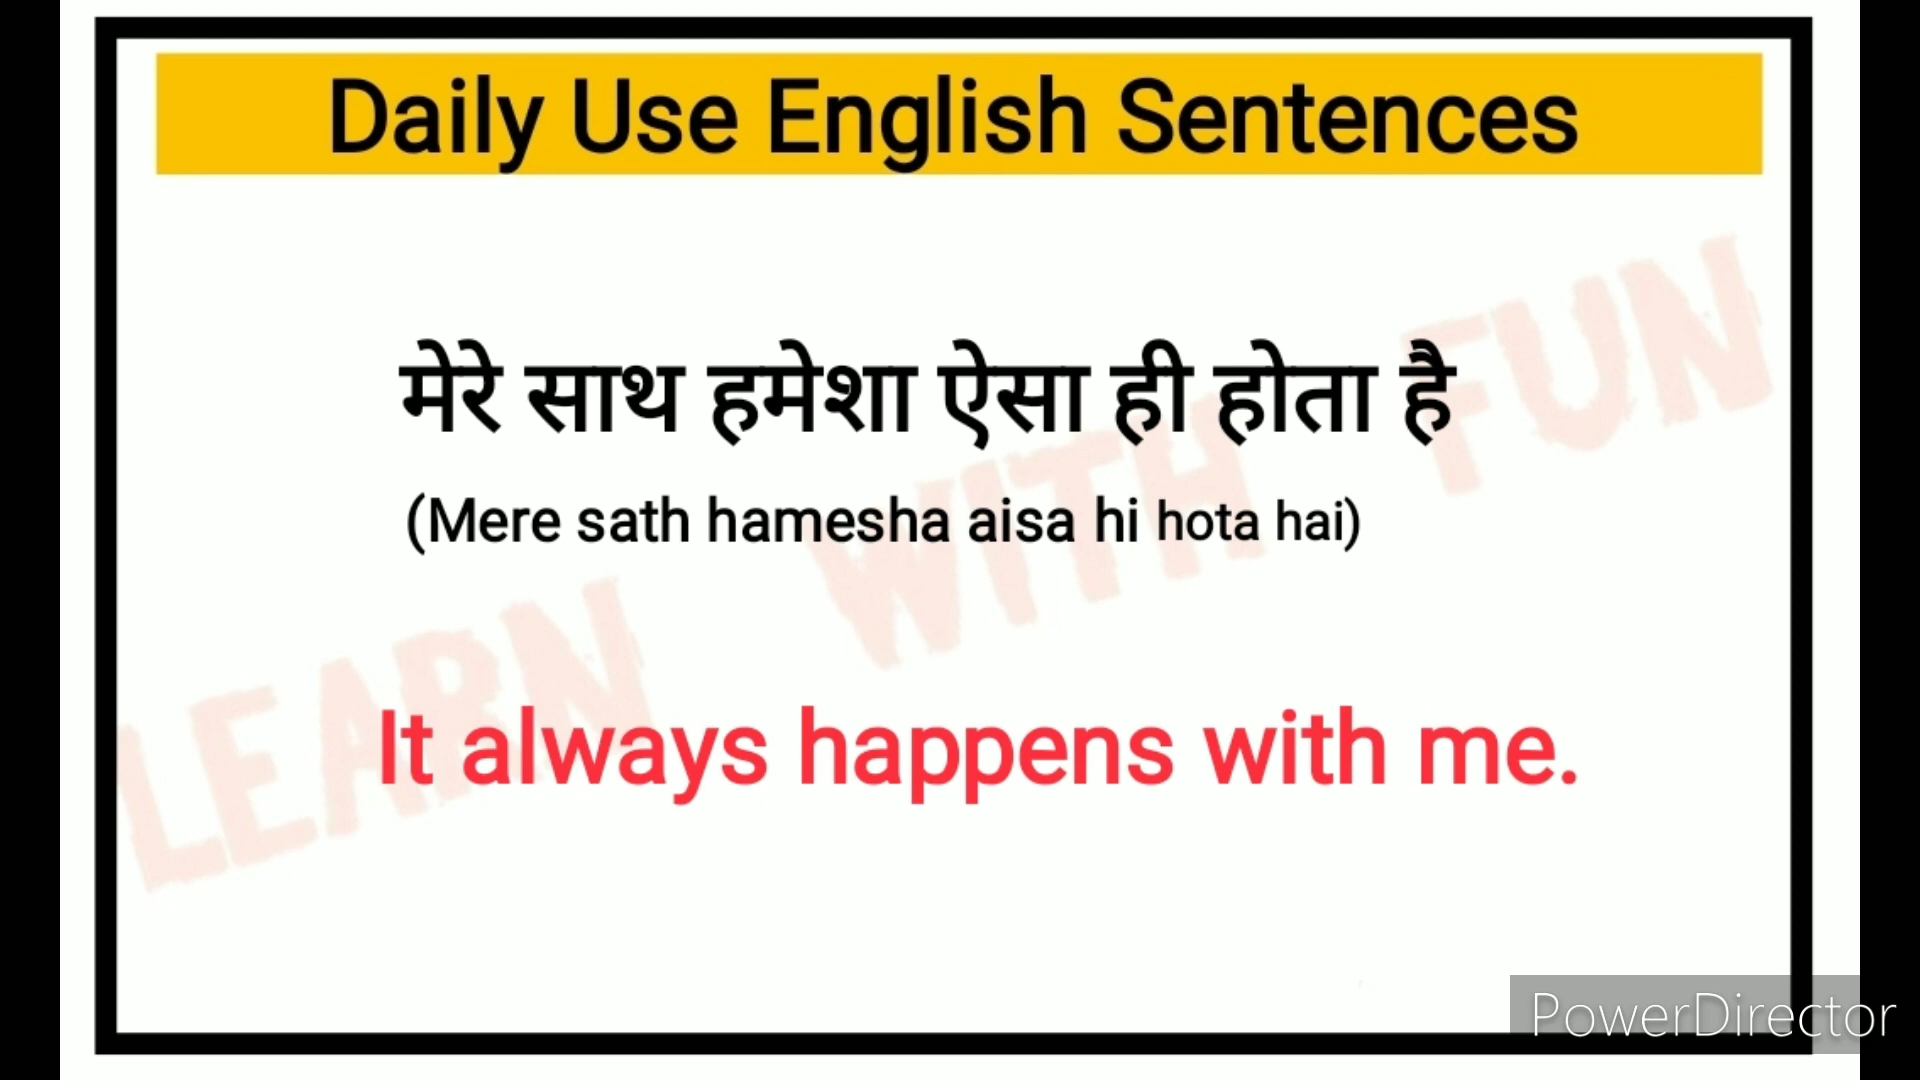 Daily Use English Sentences
मेरे साथ हमेशा ऐसा ही होता है
(Mere sath hamesha aisa hi hota hai)
It always happens with me.
LEARN WITH FUN
PowerDirector